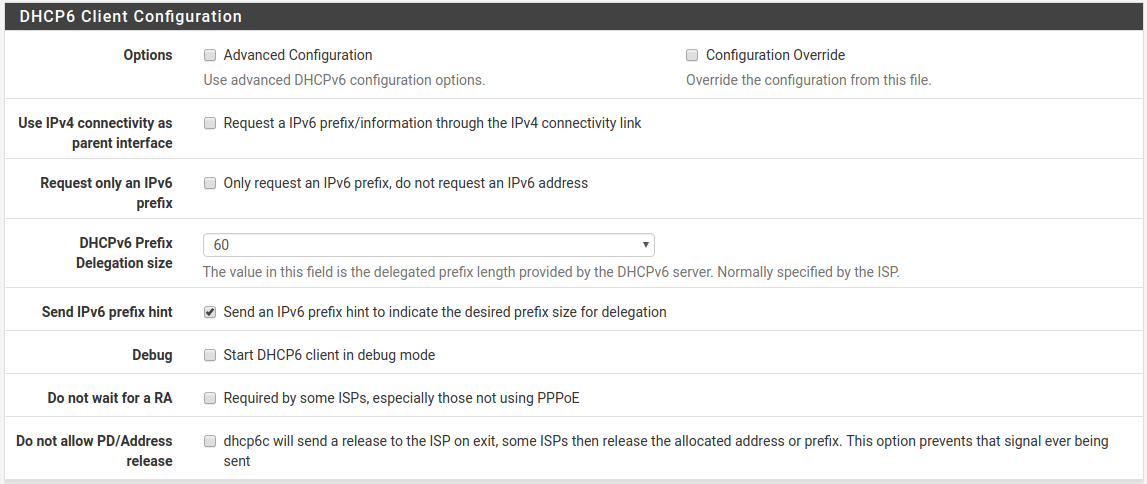 DHCP6 Client Configuration
Options
Advanced Configuration
Configuration Override
Use advanced DHCPv6 configuration options.
Override the configuration from this file.
Use IPv4 connectivity as
parent interface
Request a IPv6 prefix/information through the IPv4 connectivity link
Request only an IPv6
prefix
Only request an IPv6 prefix, do not request an IPv6 address
DHCPv6 Prefix
Delegation size
60
The value in this field is the delegated prefix length provided by the DHCPv6 server. Normally specified by the ISP.
Send IPv6 prefix hint
Send an IPv6 prefix hint to indicate the desired prefix size for delegation
Debug
Start DHCP6 client in debug mode
Do not wait for a RA
Required by some ISPs, especially those not using PPPoE
Do not allow PD/Address
release
dhcp6c will send a release to the ISP on exit, some ISPs then release the allocated address or prefix. This option prevents that signal ever being
sent